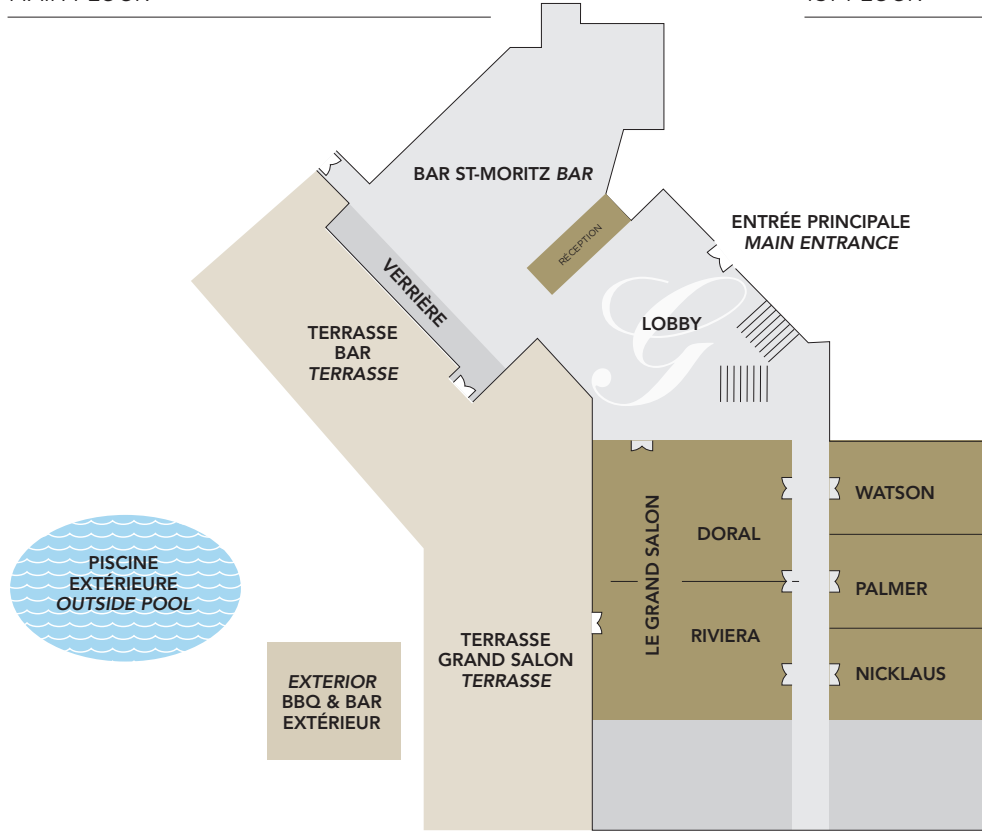 BAR ST-MORITZ BAR
ENTRÉE PRINCIPALE
MAIN ENTRANCE
RÉCEPTION
VERRIÈRE
LOBBY
G
TERRASSE
BAR
TERRASSE
WATSON
LE GRAND SALON
DORAL
PISCINE
EXTÉRIEURE
OUTSIDE POOL
PALMER
RIVIERA
TERRASSE
GRAND SALON
TERRASSE
NICKLAUS
EXTERIOR
BBQ & BAR
EXTÉRIEUR